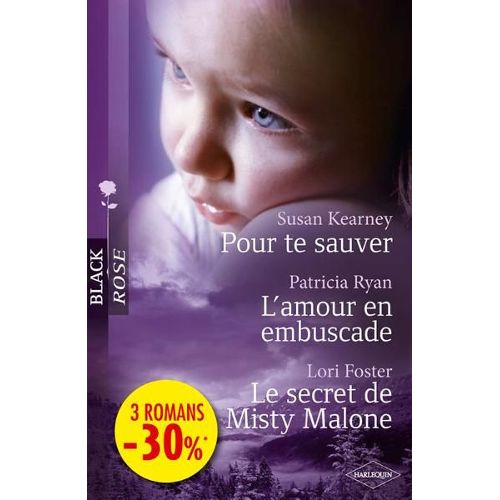 Susan Kearney
Pour te sauver
Patricia Ryan
L'amour en
embuscade
Lori Foster
Le secret de
Misty Malone
BLACK
ROSE
3 ROMANS
-30%*
HARLEQUIN